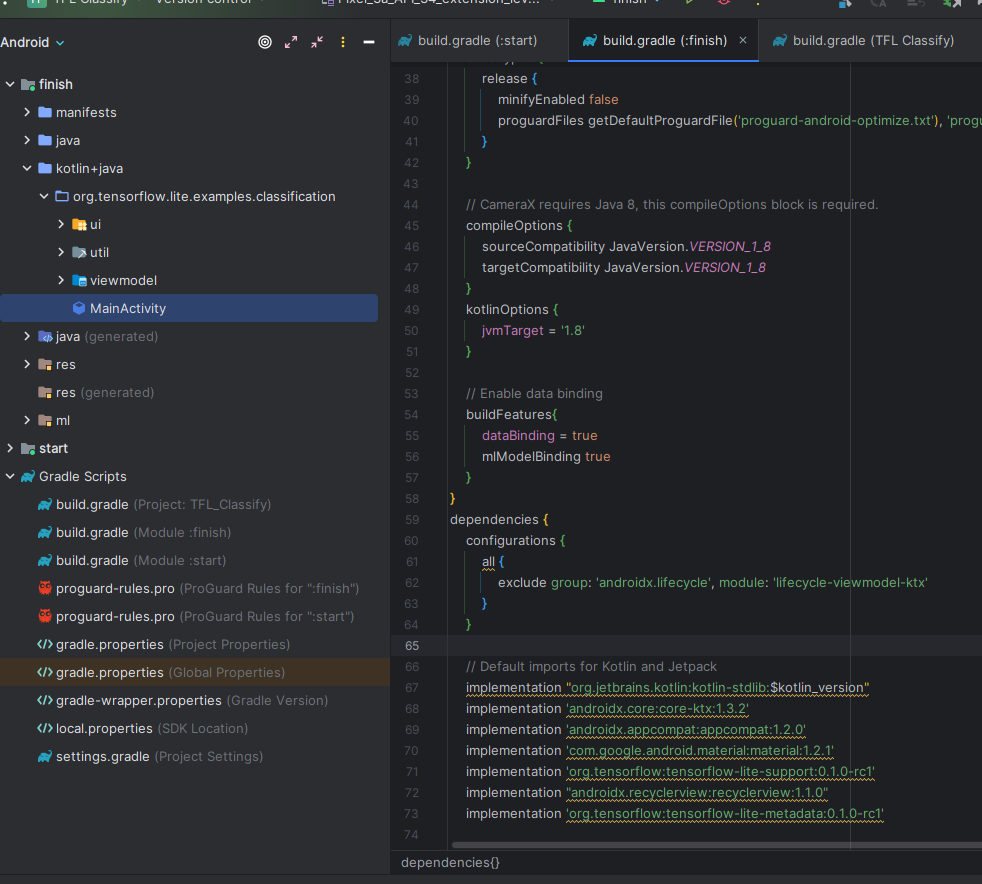 TFL Classify
Version control
Pixel_3a_API_34_extension_lev...
finish
Android
build.gradle (:start)
build.gradle (:finish)
build.gradle (TFL Classify)
finish
manifests
java
kotlin+java
org.tensorflow.lite.examples.classification
ui
util
viewmodel
MainActivity
java (generated)
res
res (generated)
ml
start
Gradle Scripts
build.gradle (Project: TFL_Classify)
build.gradle (Module :finish)
build.gradle (Module :start)
proguard-rules.pro (ProGuard Rules for ":finish")
proguard-rules.pro (ProGuard Rules for ":start")
gradle.properties (Project Properties)
gradle.properties (Global Properties)
gradle-wrapper.properties (Gradle Version)
local.properties (SDK Location)
settings.gradle (Project Settings)
38 release {
39 minifyEnabled false
40 proguardFiles getDefaultProguardFile('proguard-android-optimize.txt'), 'progu
41 }
42 }
43
44 // CameraX requires Java 8, this compileOptions block is required.
45 compileOptions {
46 sourceCompatibility JavaVersion.VERSION_1_8
47 targetCompatibility JavaVersion.VERSION_1_8
48 }
49 kotlinOptions {
50 jvmTarget = '1.8'
51 }
52
53 // Enable data binding
54 buildFeatures{
55 dataBinding = true
56 mlModelBinding true
57 }
58 }
59 dependencies {
60 configurations {
61 all {
62 exclude group: 'androidx.lifecycle', module: 'lifecycle-viewmodel-ktx'
63 }
64 }
65
66 // Default imports for Kotlin and Jetpack
67 implementation "org.jetbrains.kotlin:kotlin-stdlib:$kotlin_version"
68 implementation 'androidx.core:core-ktx:1.3.2'
69 implementation 'androidx.appcompat:appcompat:1.2.0'
70 implementation 'com.google.android.material:material:1.2.1'
71 implementation 'org.tensorflow:tensorflow-lite-support:0.1.0-rc1'
72 implementation "androidx.recyclerview:recyclerview:1.1.0"
73 implementation 'org.tensorflow:tensorflow-lite-metadata:0.1.0-rc1'
74
dependencies{}